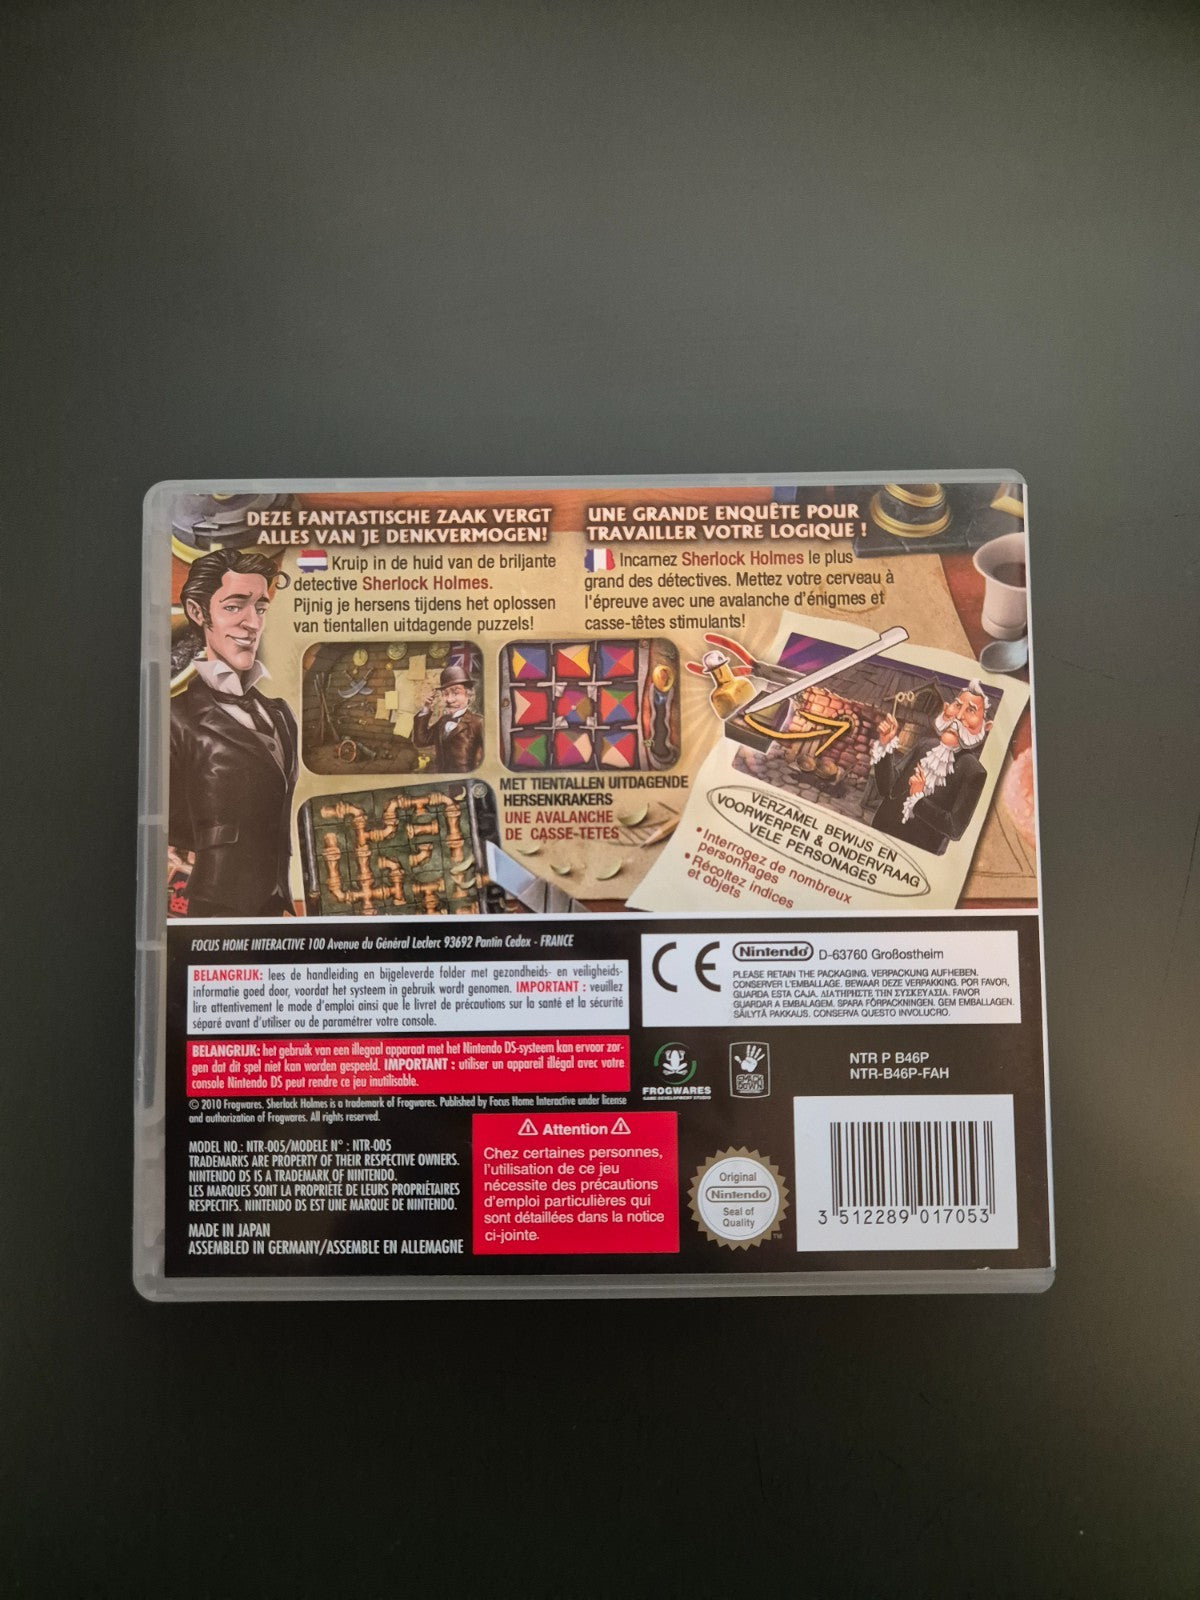 DEZE FANTASTISCHE ZAAK VERGT
ALLES VAN JE DENKVERMOGEN!
Kruip in de huid van de briljante
detective Sherlock Holmes.
Pijnig je hersens tijdens het oplossen
van tientallen uitdagende puzzels!
UNE GRANDE ENQUÊTE POUR
TRAVAILLER VOTRE LOGIQUE !
Incarnez Sherlock Holmes le plus
grand des détectives. Mettez votre cerveau à
l'épreuve avec une avalanche d'énigmes et
casse-têtes stimulants!
MET TIENTALLEN UITDAGENDE
HERSENKRAKERS
UNE AVALANCHE
DE CASSE-TETES
VERZAMEL BEWIJS EN
VOORWERPEN & ONDERVRAAG
VELE PERSONAGES
• Interrogez de nombreux
personnages
• Récoltez indices
et objets
FOCUS HOME INTERACTIVE 100 Avenue du Général Leclerc 93692 Pantin Cedex - FRANCE
BELANGRIJK: lees de handleiding en bijgeleverde folder met gezondheids- en veiligheids-
informatie goed door, voordat het systeem in gebruik wordt genomen. IMPORTANT : veuillez
lire attentivement le mode d'emploi ainsi que le livret de précautions sur la santé et la sécurité
séparé avant d'utiliser ou de paramétrer votre console.
BELANGRIJK: het gebruik van een illegaal apparaat met het Nintendo DS-systeem kan ervoor zor-
gen dat dit spel niet kan worden gespeeld. IMPORTANT : utiliser un appareil illégal avec votre
console Nintendo DS peut rendre ce jeu inutilisable.
© 2010 Frogwares. Sherlock Holmes is a trademark of Frogwares. Published by Focus Home Interactive under license
and authorization of Frogwares. All rights reserved.
MODEL NO.: NTR-005/MODELE N° : NTR-005
TRADEMARKS ARE PROPERTY OF THEIR RESPECTIVE OWNERS.
NINTENDO DS IS A TRADEMARK OF NINTENDO.
LES MARQUES SONT LA PROPRIÉTÉ DE LEURS PROPRIÉTAIRES
RESPECTIFS. NINTENDO DS EST UNE MARQUE DE NINTENDO.
MADE IN JAPAN
ASSEMBLED IN GERMANY/ASSEMBLE EN ALLEMAGNE
Attention
Chez certaines personnes,
l'utilisation de ce jeu
nécessite des précautions
d'emploi particulières qui
sont détaillées dans la notice
ci-jointe.
CE
Nintendo D-63760 Großostheim
PLEASE RETAIN THE PACKAGING. VERPACKUNG AUFHEBEN.
CONSERVER L'EMBALLAGE. BEWAAR DEZE VERPAKKING. POR FAVOR,
GUARDA ESTA CAJA. ΔΙΑΤΗΡΗΣΤΕ ΤΗΝ ΣΥΣΚΕΥΑΣΙΑ. FAVOR
GUARDAR A EMBALAGEM. SPARA FÖRPACKNINGEN. GEM EMBALLAGEN.
SÄILYTÄ PAKKAUS. CONSERVA QUESTO INVOLUCRO.
FROGWARES
GAME DEVELOPMENT STUDIO
NTR P B46P
NTR-B46P-FAH
Original
Nintendo
Seal of
Quality
TM
3 512289 017053